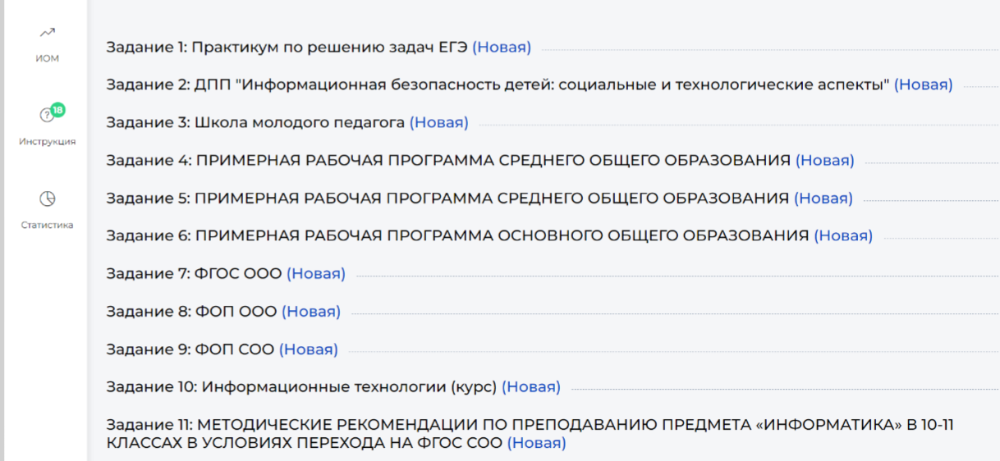 ИОМ
18
Инструкция
Статистика
Задание 1: Практикум по решению задач ЕГЭ (Новая)
Задание 2: ДПП "Информационная безопасность детей: социальные и технологические аспекты" (Новая)
Задание 3: Школа молодого педагога (Новая)
Задание 4: ПРИМЕРНАЯ РАБОЧАЯ ПРОГРАММА СРЕДНЕГО ОБЩЕГО ОБРАЗОВАНИЯ (Новая)
Задание 5: ПРИМЕРНАЯ РАБОЧАЯ ПРОГРАММА СРЕДНЕГО ОБЩЕГО ОБРАЗОВАНИЯ (Новая)
Задание 6: ПРИМЕРНАЯ РАБОЧАЯ ПРОГРАММА ОСНОВНОГО ОБЩЕГО ОБРАЗОВАНИЯ (Новая)
Задание 7: ФГОС ООО (Новая)
Задание 8: ФОП ООО (Новая)
Задание 9: ФОП СОО (Новая)
Задание 10: Информационные технологии (курс) (Новая)
Задание 11: МЕТОДИЧЕСКИЕ РЕКОМЕНДАЦИИ ПО ПРЕПОДАВАНИЮ ПРЕДМЕТА «ИНФОРМАТИКА» В 10-11
КЛАССАХ В УСЛОВИЯХ ПЕРЕХОДА НА ФГОС СОО (Новая)